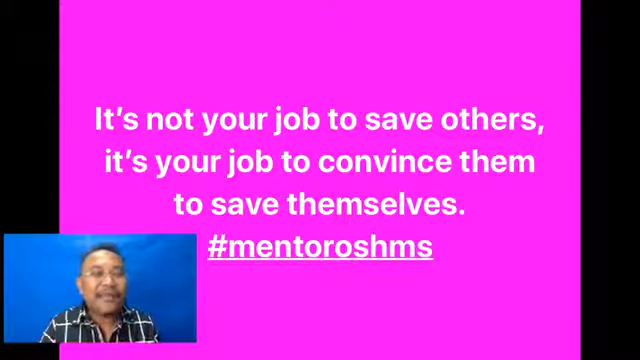 It’s not your job to save others,
it’s your job to convince them
to save themselves.
#mentoroshms